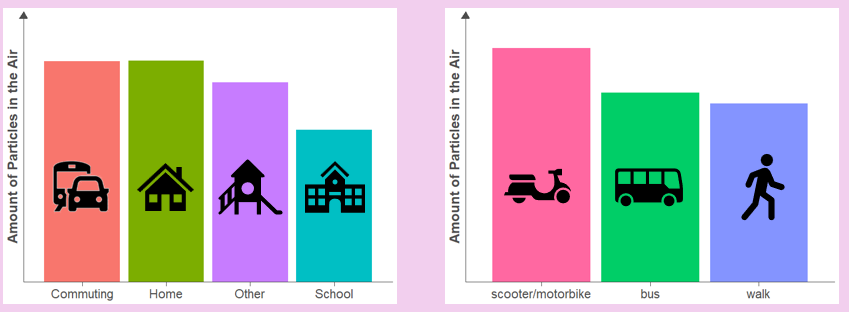 Amount of Particles in the Air
Commuting
Home
Other
School
Amount of Particles in the Air
scooter/motorbike
bus
walk